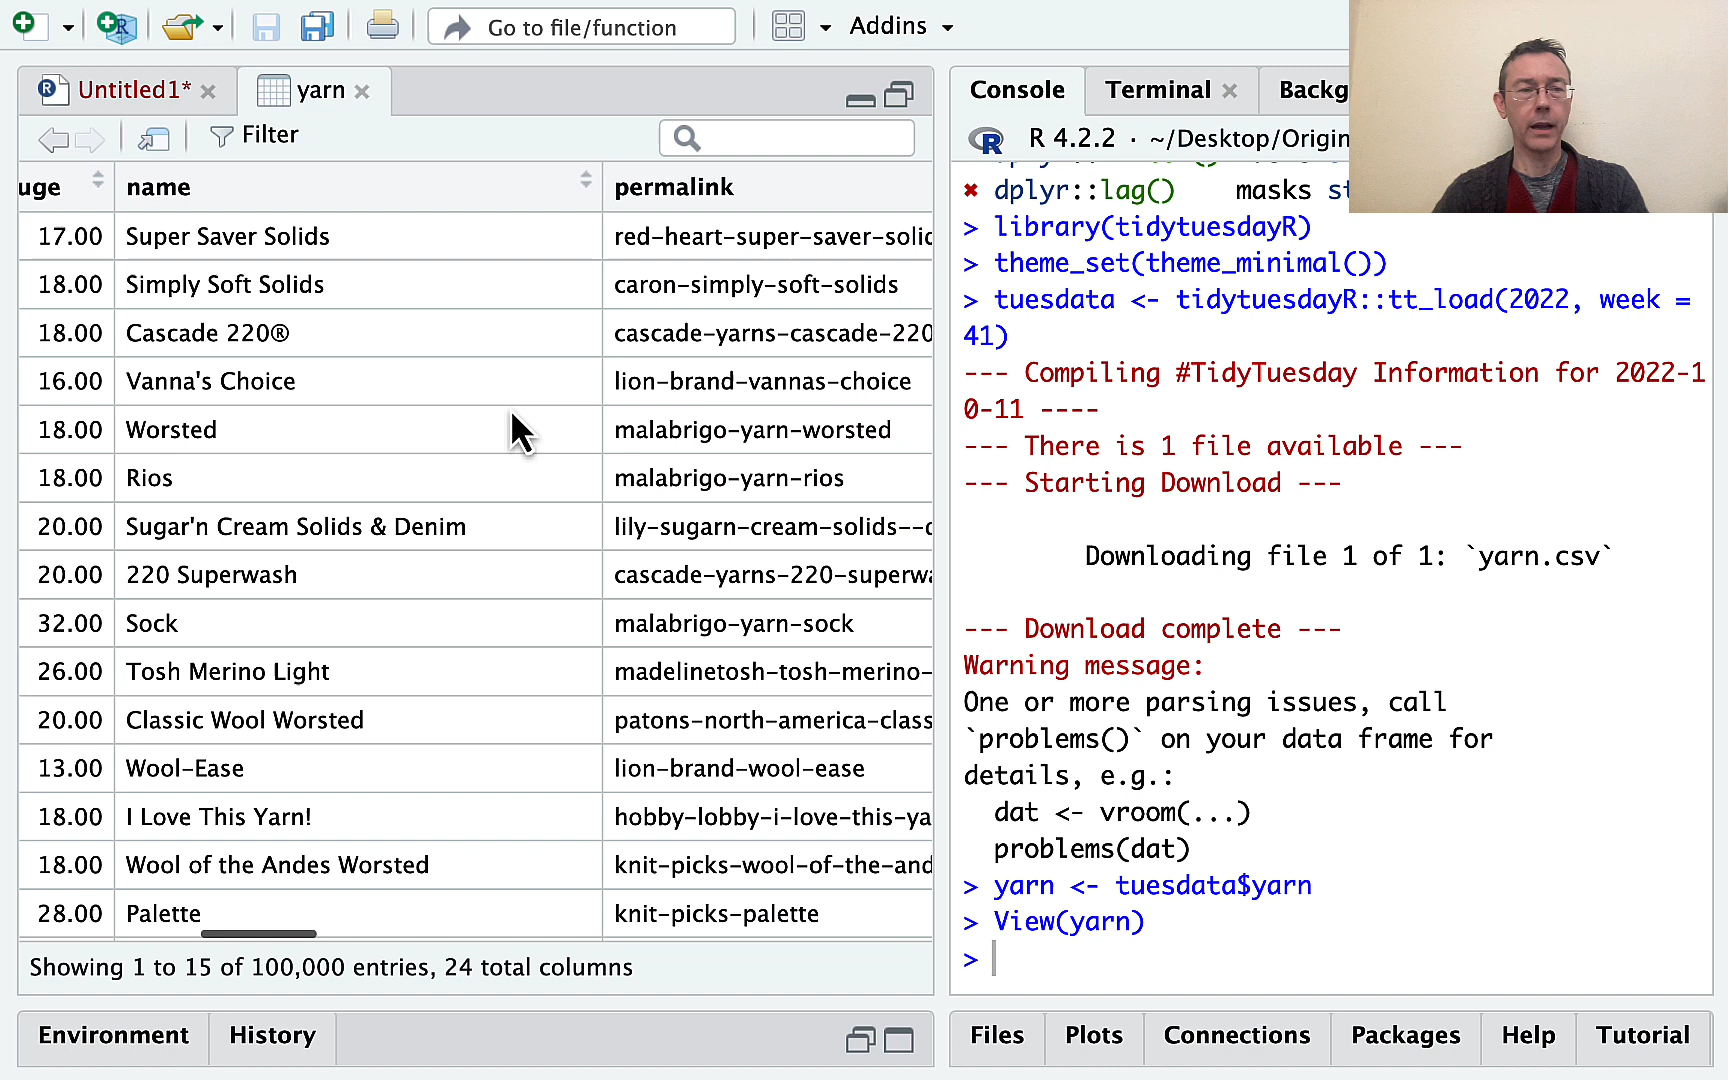 Go to file/function
Addins
Untitled1*
yarn
Filter
uge name permalink
17.00 Super Saver Solids red-heart-super-saver-solid
18.00 Simply Soft Solids caron-simply-soft-solids
18.00 Cascade 220® cascade-yarns-cascade-220
16.00 Vanna's Choice lion-brand-vannas-choice
18.00 Worsted malabrigo-yarn-worsted
18.00 Rios malabrigo-yarn-rios
20.00 Sugar'n Cream Solids & Denim lily-sugarn-cream-solids--
20.00 220 Superwash cascade-yarns-220-superwa
32.00 Sock malabrigo-yarn-sock
26.00 Tosh Merino Light madelinetosh-tosh-merino-
20.00 Classic Wool Worsted patons-north-america-class
13.00 Wool-Ease lion-brand-wool-ease
18.00 I Love This Yarn! hobby-lobby-i-love-this-ya
18.00 Wool of the Andes Worsted knit-picks-wool-of-the-and
28.00 Palette knit-picks-palette
Showing 1 to 15 of 100,000 entries, 24 total columns
Environment History
Console Terminal Backg
R 4.2.2 · ~/Desktop/Origin
✖ dplyr::lag() masks st
> library(tidytuesdayR)
> theme_set(theme_minimal())
> tuesdata <- tidytuesdayR::tt_load(2022, week =
41)
--- Compiling #TidyTuesday Information for 2022-1
0-11 ----
--- There is 1 file available ---
--- Starting Download ---
Downloading file 1 of 1: `yarn.csv`
--- Download complete ---
Warning message:
One or more parsing issues, call
`problems()` on your data frame for
details, e.g.:
dat <- vroom(...)
problems(dat)
> yarn <- tuesdata$yarn
> View(yarn)
>
Files Plots Connections Packages Help Tutorial